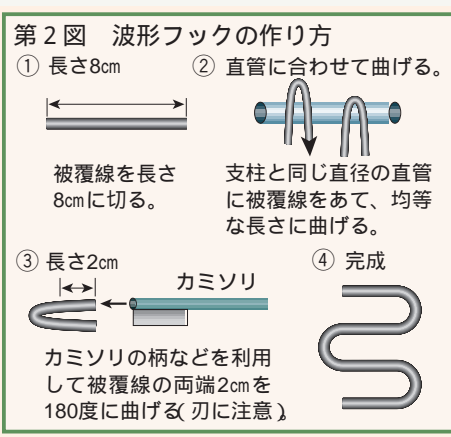 第2図 波形フックの作り方
① 長さ8cm
被覆線を長さ
8cmに切る。
② 直管に合わせて曲げる。
支柱と同じ直径の直管
に被覆線をあて、均等
な長さに曲げる。
③ 長さ2cm
カミソリ
カミソリの柄などを利用
して被覆線の両端2cmを
180度に曲げる(刃に注意)。
④ 完成